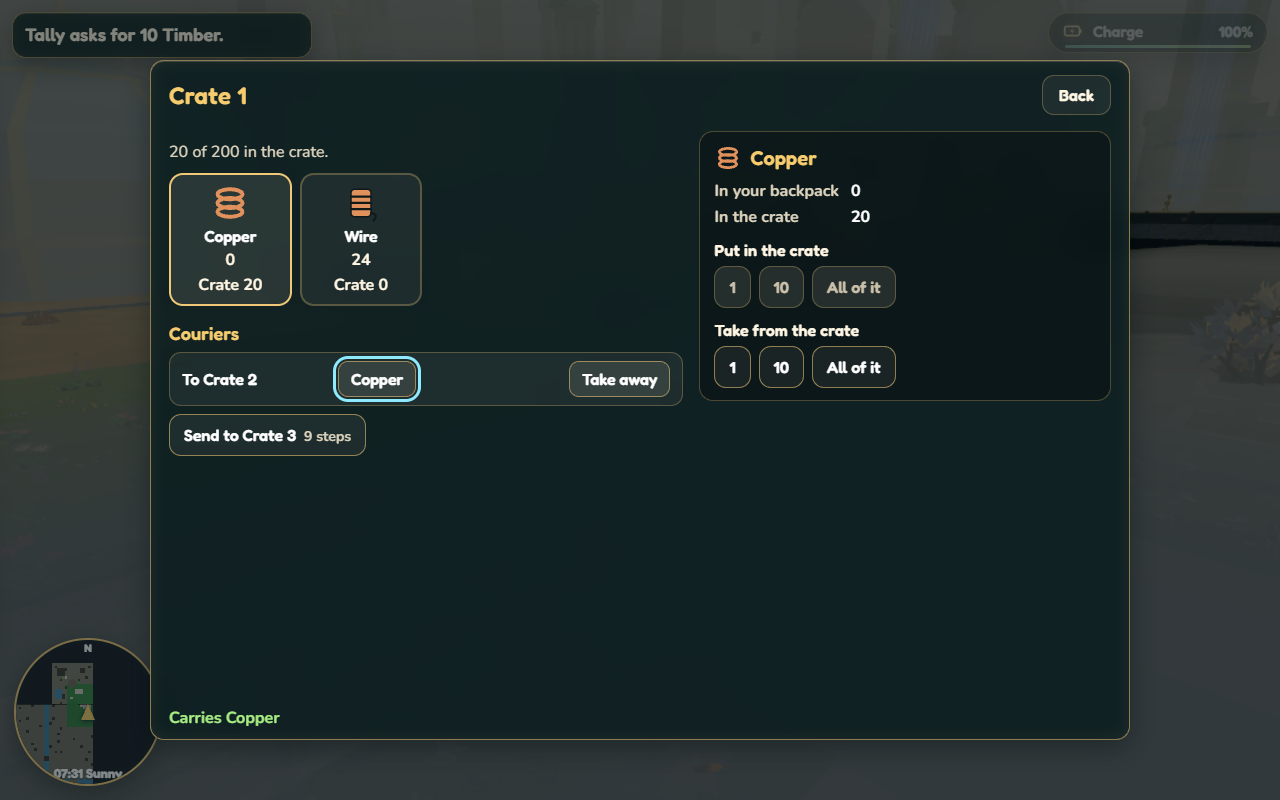 Tally asks for 10 Timber.
Charge 100%
Crate 1
Back
20 of 200 in the crate.
Copper
0
Crate 20
Wire
24
Crate 0
Couriers
To Crate 2 Copper Take away
Send to Crate 3 9 steps
Copper
In your backpack 0
In the crate 20
Put in the crate
1 10 All of it
Take from the crate
1 10 All of it
Carries Copper
N
07:31 Sunny